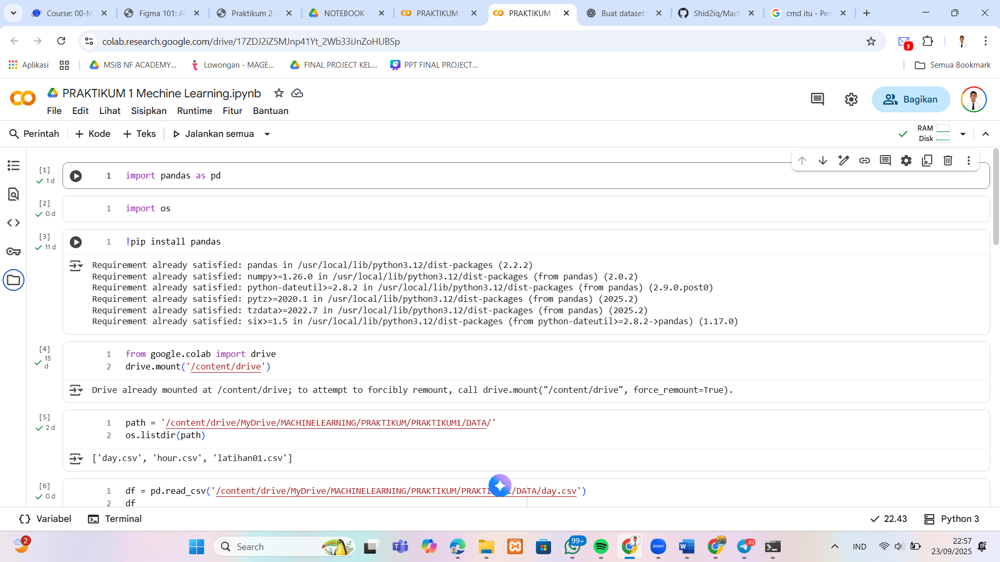 Course: 00-M
Figma 101: A
Praktikum 2 -
NOTEBOOK -
PRAKTIKUM 1
PRAKTIKUM 1
Buat dataset
Shid2iq/Mach
cmd itu - Pen
colab.research.google.com/drive/17ZDJ2iZ5MJnp41Yt_2Wb33iJnZoHUBSp
3
Aplikasi
MSIB NF ACADEMY...
Lowongan - MAGE...
FINAL PROJECT KEL...
PPT FINAL PROJECT...
Semua Bookmark
PRAKTIKUM 1 Mechine Learning.ipynb
File Edit Lihat Sisipkan Runtime Fitur Bantuan
Bagikan
Perintah + Kode + Teks Jalankan semua
RAM
Disk
[1]
1 d
1 import pandas as pd
[2]
0 d
1 import os
[3]
11 d
1 !pip install pandas
Requirement already satisfied: pandas in /usr/local/lib/python3.12/dist-packages (2.2.2)
Requirement already satisfied: numpy>=1.26.0 in /usr/local/lib/python3.12/dist-packages (from pandas) (2.0.2)
Requirement already satisfied: python-dateutil>=2.8.2 in /usr/local/lib/python3.12/dist-packages (from pandas) (2.9.0.post0)
Requirement already satisfied: pytz>=2020.1 in /usr/local/lib/python3.12/dist-packages (from pandas) (2025.2)
Requirement already satisfied: tzdata>=2022.7 in /usr/local/lib/python3.12/dist-packages (from pandas) (2025.2)
Requirement already satisfied: six>=1.5 in /usr/local/lib/python3.12/dist-packages (from python-dateutil>=2.8.2->pandas) (1.17.0)
[4]
15
d
1 from google.colab import drive
2 drive.mount('/content/drive')
Drive already mounted at /content/drive; to attempt to forcibly remount, call drive.mount("/content/drive", force_remount=True).
[5]
2 d
1 path = '/content/drive/MyDrive/MACHINELEARNING/PRAKTIKUM/PRAKTIKUM1/DATA/'
2 os.listdir(path)
['day.csv', 'hour.csv', 'latihan01.csv']
[6]
0 d
1 df = pd.read_csv('/content/drive/MyDrive/MACHINELEARNING/PRAKTIKUM/PRAKTI 1/DATA/day.csv')
2 df
Variabel
Terminal
22.43
Python 3
2
Search
99+
zoom
..82
IND
22:57
23/09/2025